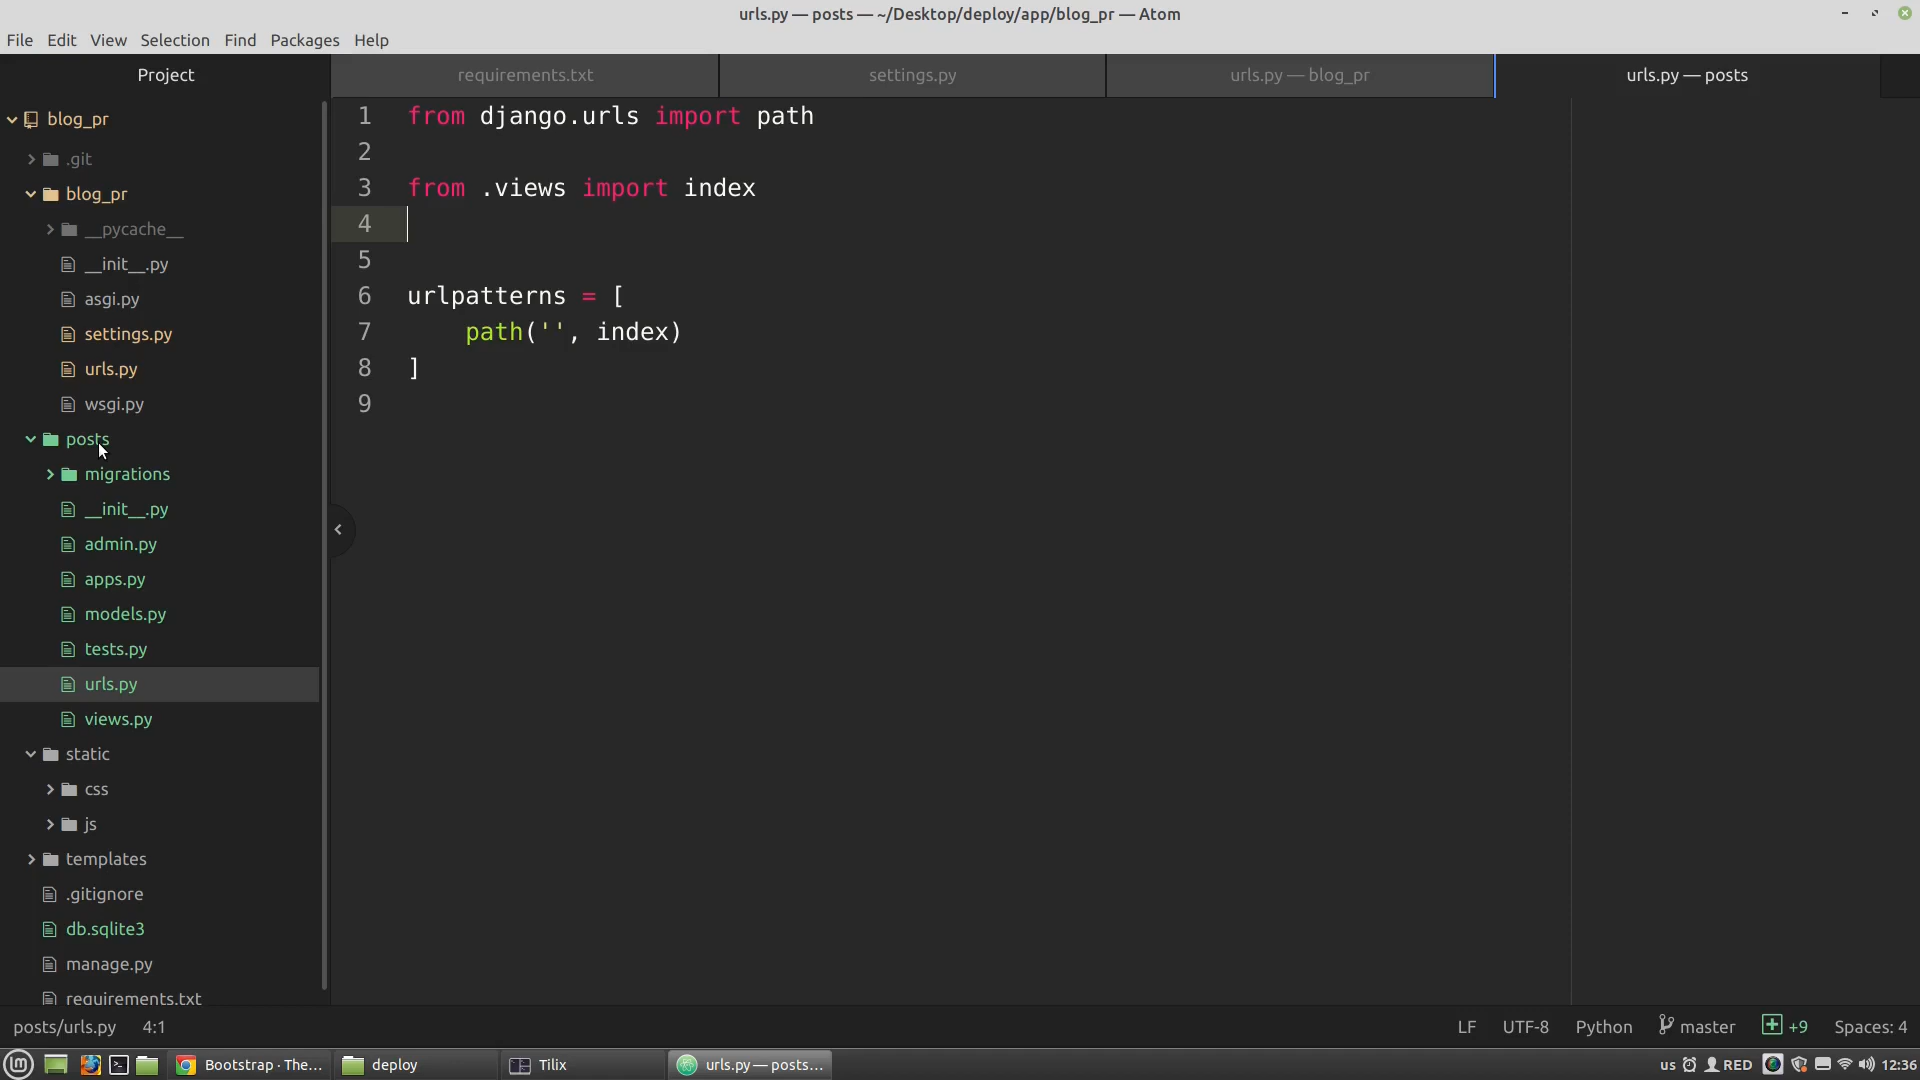 urls.py — posts — ~/Desktop/deploy/app/blog_pr — Atom
File Edit View Selection Find Packages Help
Project
requirements.txt
settings.py
urls.py — blog_pr
urls.py — posts
blog_pr
.git
blog_pr
__pycache__
__init__.py
asgi.py
settings.py
urls.py
wsgi.py
posts
migrations
__init__.py
admin.py
apps.py
models.py
tests.py
urls.py
views.py
static
css
js
templates
.gitignore
db.sqlite3
manage.py
requirements.txt
1 from django.urls import path
2
3 from .views import index
4
5
6 urlpatterns = [
7     path('', index)
8 ]
9
posts/urls.py 4:1
LF UTF-8 Python master +9 Spaces: 4
Bootstrap · The... deploy Tilix urls.py — posts... us RED 12:36